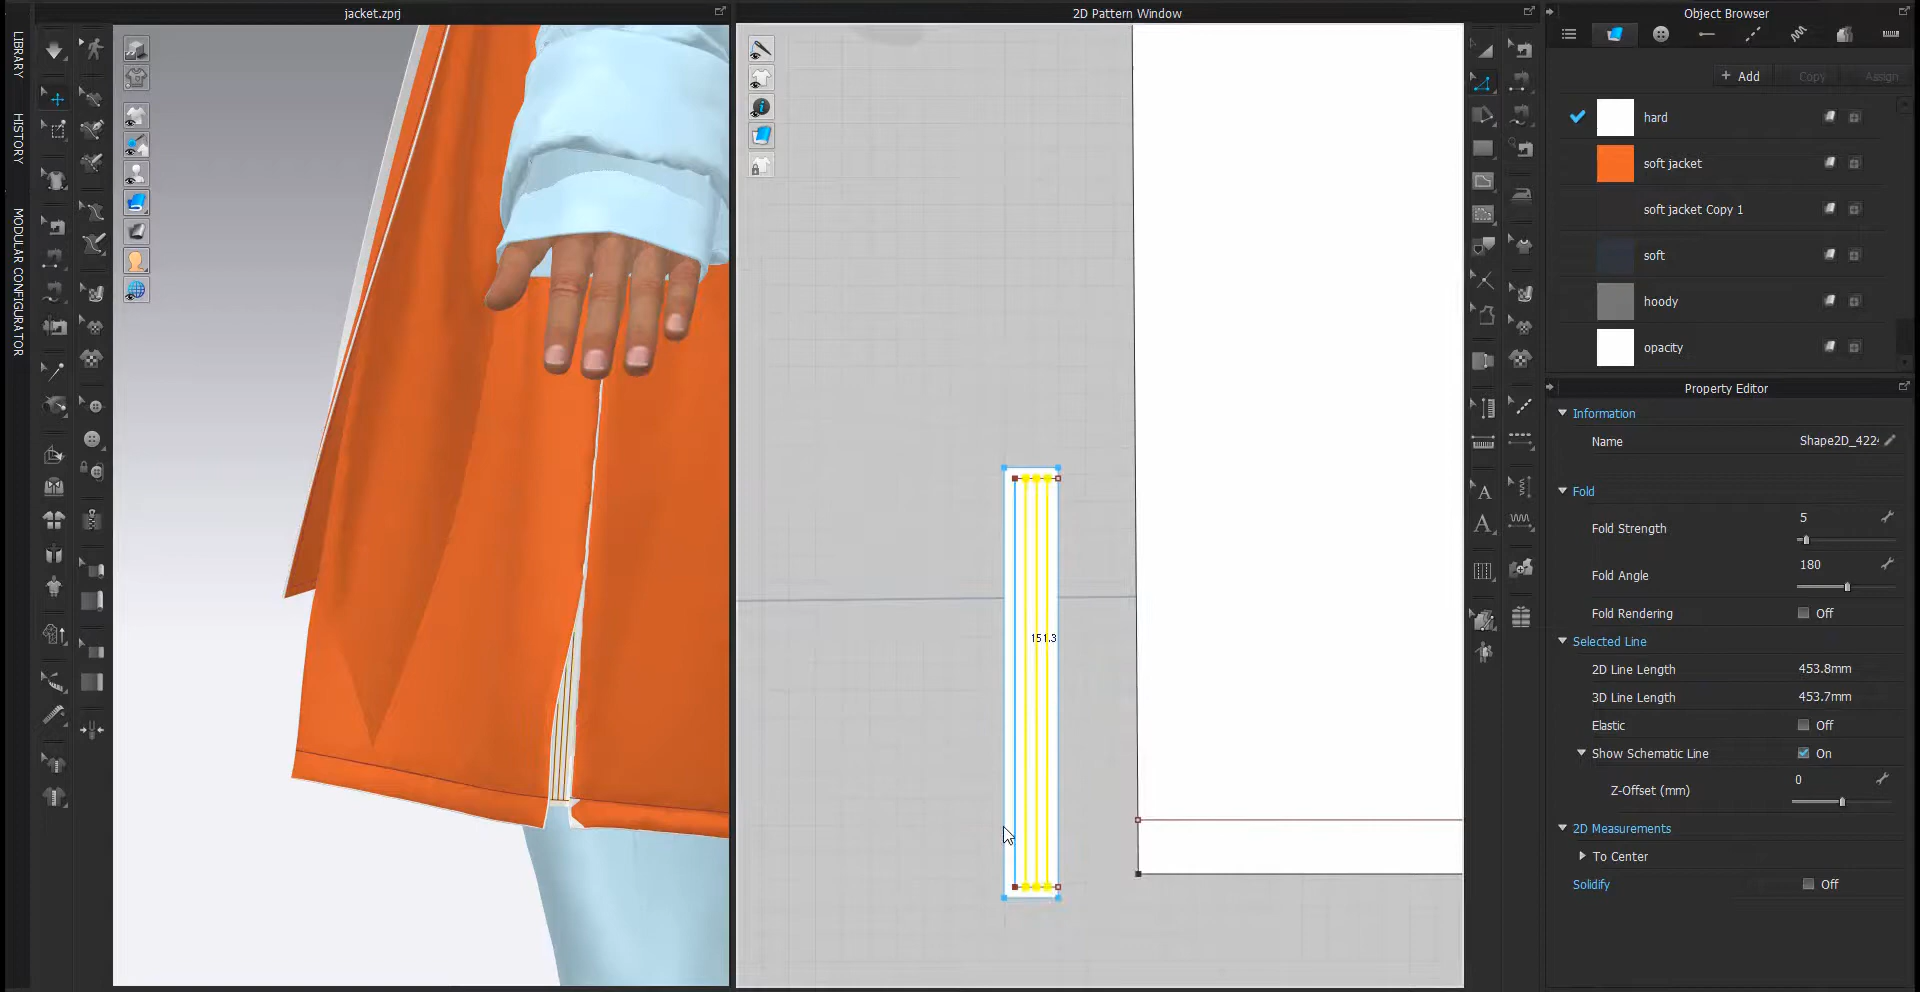 jacket.zprj
2D Pattern Window
Object Browser
LIBRARY
HISTORY
MODULAR CONFIGURATOR
+ Add
Copy
Assign
hard
soft jacket
soft jacket Copy 1
soft
hoody
opacity
151.3
Property Editor
Information
Name
Shape2D_422
Fold
Fold Strength
5
Fold Angle
180
Fold Rendering
Off
Selected Line
2D Line Length
453.8mm
3D Line Length
453.7mm
Elastic
Off
Show Schematic Line
On
Z-Offset (mm)
0
2D Measurements
To Center
Solidify
Off